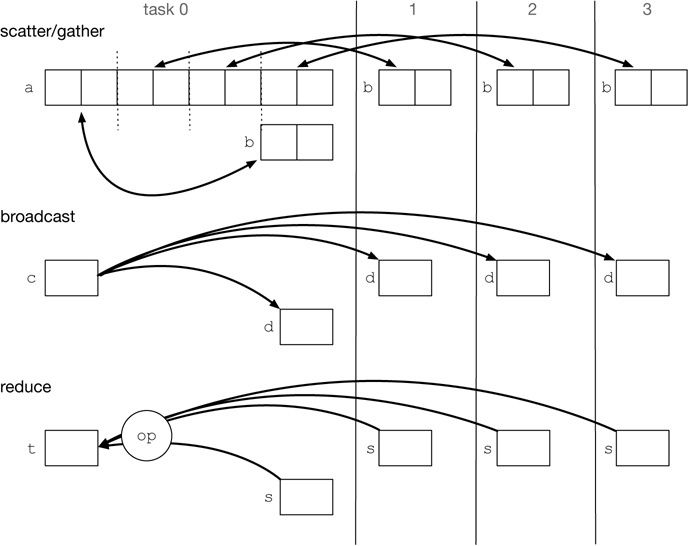 task 0 1 2 3
scatter/gather
a b b b
b
broadcast
c d d d
d
reduce
op
t s s s
s